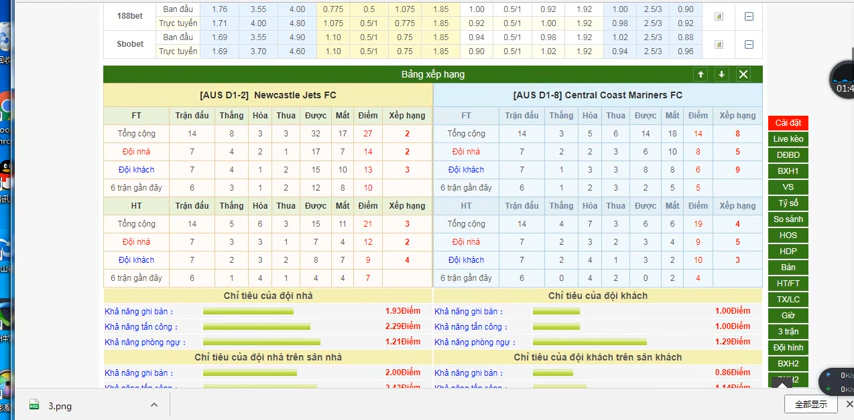 188bet Ban đầu 1.76 3.55 4.00 0.775 0.5 1.075 1.85 1.00 0.5/1 0.92 1.92 1.00 2.5/3 0.90
Trực tuyến 1.71 4.00 4.80 1.075 0.5/1 0.775 1.85 0.92 0.5/1 1.00 1.92 0.98 2.5/3 0.92
Sbobet Ban đầu 1.69 3.55 4.90 1.10 0.5/1 0.75 1.85 0.94 0.5/1 0.98 1.92 1.02 2.5/3 0.88
Trực tuyến 1.69 3.70 4.60 1.10 0.5/1 0.75 1.85 0.90 0.5/1 1.02 1.92 0.94 2.5/3 0.96
Bảng xếp hạng
[AUS D1-2] Newcastle Jets FC [AUS D1-8] Central Coast Mariners FC
FT Trận đấu Thắng Hòa Thua Được Mất Điểm Xếp hạng FT Trận đấu Thắng Hòa Thua Được Mất Điểm Xếp hạng
Tổng cộng 14 8 3 3 32 17 27 2 Tổng cộng 14 3 5 6 14 18 14 8
Đội nhà 7 4 2 1 17 7 14 2 Đội nhà 7 2 2 3 6 10 8 5
Đội khách 7 4 1 2 15 10 13 3 Đội khách 7 1 3 3 8 8 6 9
6 trận gần đây 6 3 1 2 12 8 10 6 trận gần đây 6 1 2 3 2 5 5
HT Trận đấu Thắng Hòa Thua Được Mất Điểm Xếp hạng HT Trận đấu Thắng Hòa Thua Được Mất Điểm Xếp hạng
Tổng cộng 14 5 6 3 15 11 21 3 Tổng cộng 14 4 7 3 6 6 19 4
Đội nhà 7 3 3 1 7 4 12 2 Đội nhà 7 2 3 2 3 4 9 5
Đội khách 7 2 3 2 8 7 9 4 Đội khách 7 2 4 1 3 2 10 3
6 trận gần đây 6 1 4 1 4 4 7 6 trận gần đây 6 0 4 2 0 2 4
Chỉ tiêu của đội nhà Chỉ tiêu của đội khách
Khả năng ghi bàn : 1.93Điểm Khả năng ghi bàn : 1.00Điểm
Khả năng tấn công : 2.29Điểm Khả năng tấn công : 1.00Điểm
Khả năng phòng ngự : 1.21Điểm Khả năng phòng ngự : 1.29Điểm
Chỉ tiêu của đội nhà trên sân nhà Chỉ tiêu của đội khách trên sân khách
Khả năng ghi bàn : 2.00Điểm Khả năng ghi bàn : 0.86Điểm
Cài đặt
Live kèo
DĐBD
BXH1
VS
Tỷ số
So sánh
HOS
HDP
Bán
HT/FT
TX/LC
Giờ
3 trận
Đội hình
BXH2
01:4
0K/s
0K/s
3.png
全部显示